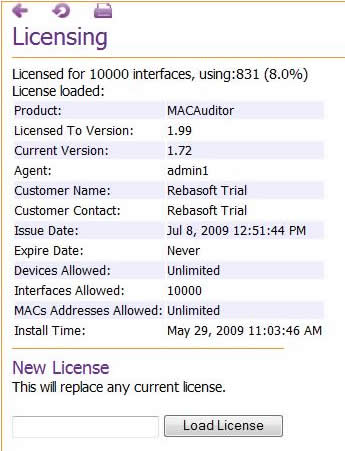 Licensing
Licensed for 10000 interfaces, using:831 (8.0%)
License loaded:
Product: MACAuditor
Licensed To Version: 1.99
Current Version: 1.72
Agent: admin1
Customer Name: Rebasoft Trial
Customer Contact: Rebasoft Trial
Issue Date: Jul 8, 2009 12:51:44 PM
Expire Date: Never
Devices Allowed: Unlimited
Interfaces Allowed: 10000
MACs Addresses Allowed: Unlimited
Install Time: May 29, 2009 11:03:46 AM
New License
This will replace any current license.
Load License